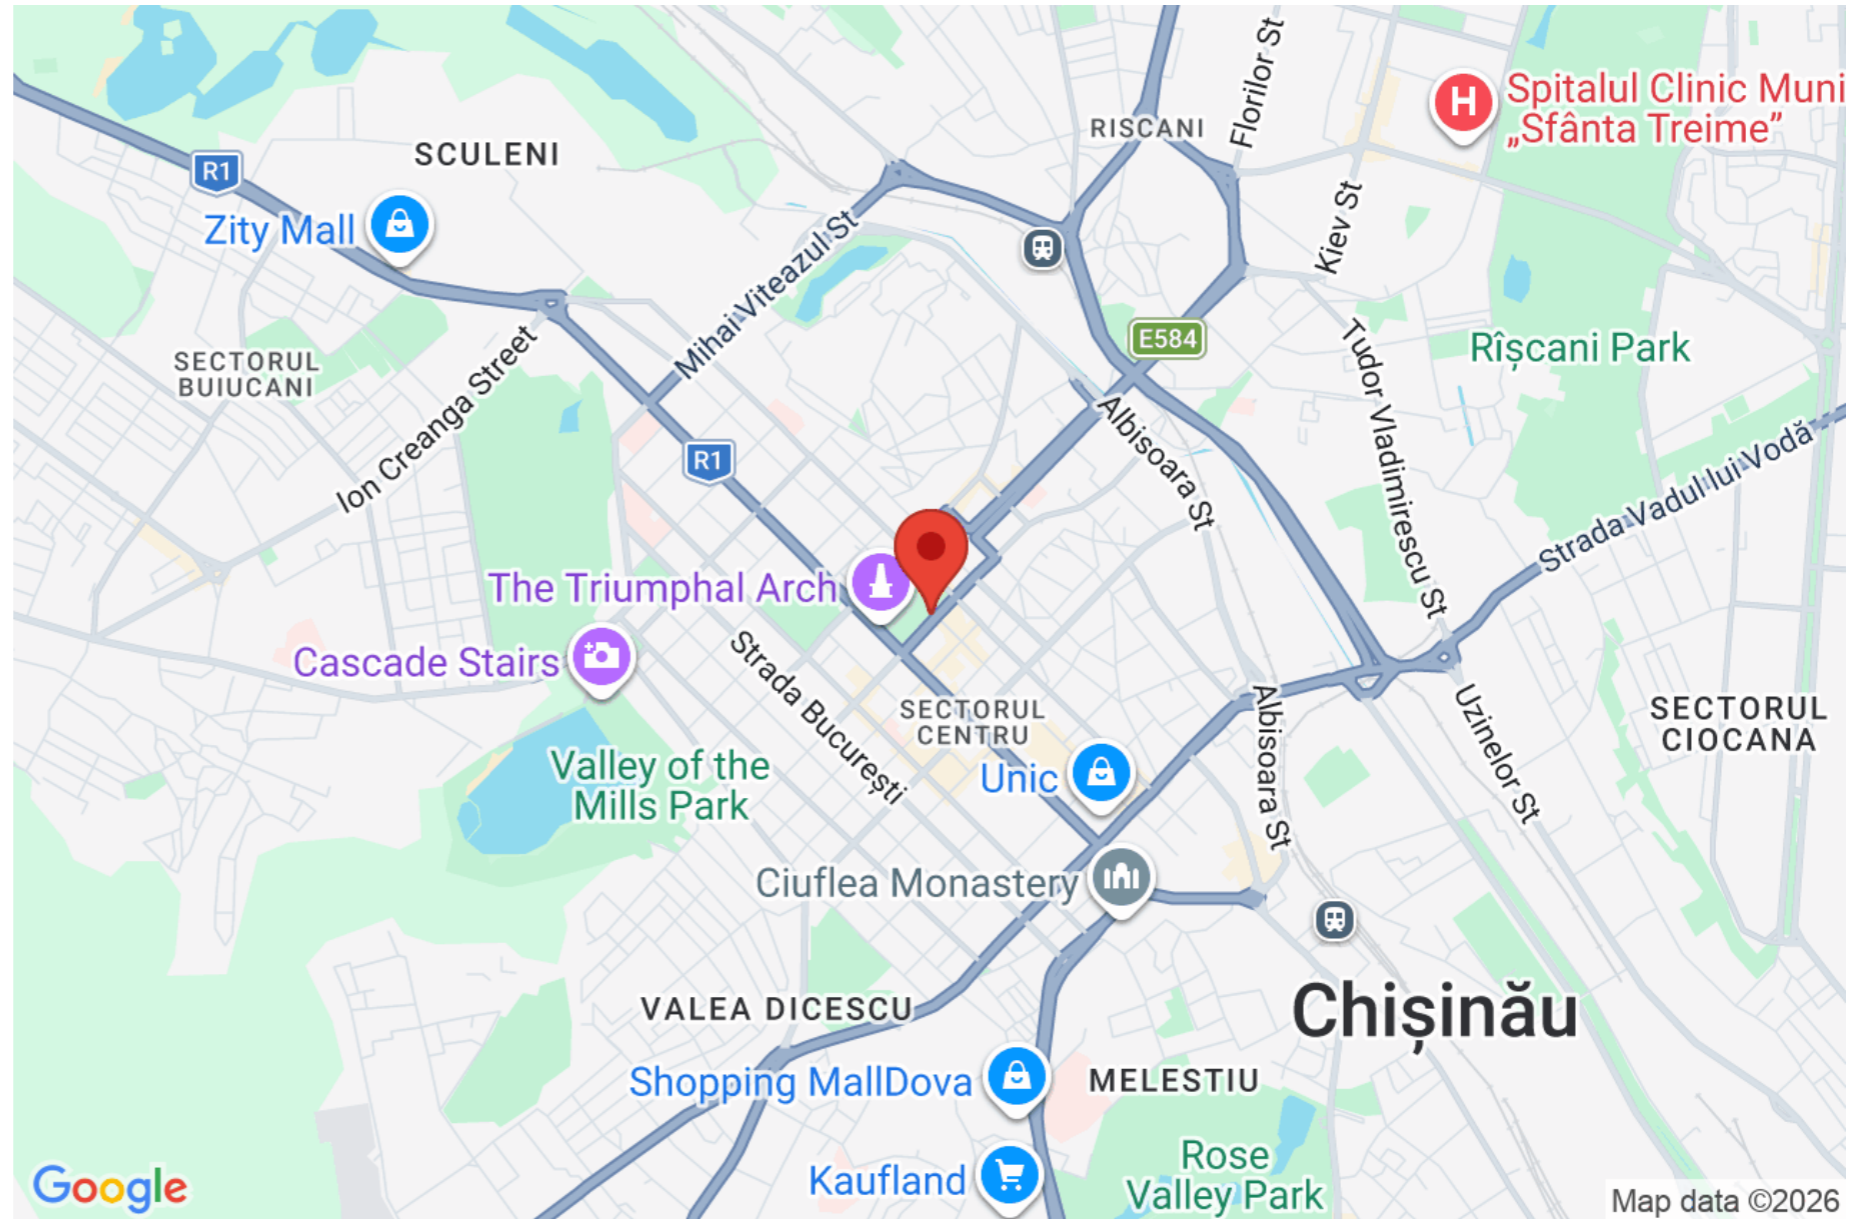 Florilor St
Spitalul Clinic Muni
„Sfânta Treime”
RISCANI
SCULENI
R1
Zity Mall
Mihai Viteazul St
Kiev St
E584
Rîșcani Park
SECTORUL
BUIUCANI
Ion Creanga Street
Tudor Vladimirescu St
Albisoara St
R1
Strada Vadul lui Vodă
The Triumphal Arch
Cascade Stairs
Strada București
SECTORUL
CENTRU
Albisoara St
Uzinelor St
SECTORUL
CIOCANA
Valley of the
Mills Park
Unic
Ciuflea Monastery
VALEA DICESCU
Chișinău
Shopping MallDova
MELESTIU
Rose
Valley Park
Kaufland
Google
Map data ©2026